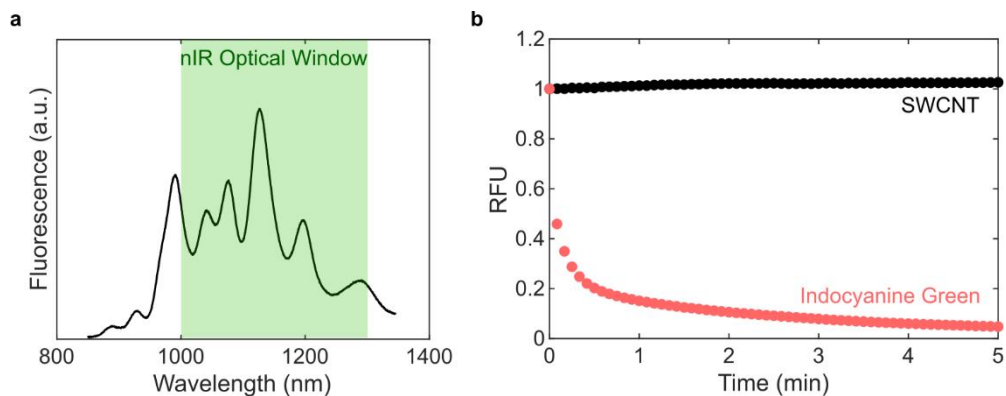 a
nIR Optical Window
Fluorescence (a.u.)
800
1000
1200
1400
Wavelength (nm)
b
1.2
1
0.8
0.6
0.4
0.2
0
RFU
SWCNT
Indocyanine Green
0
1
2
3
4
5
Time (min)